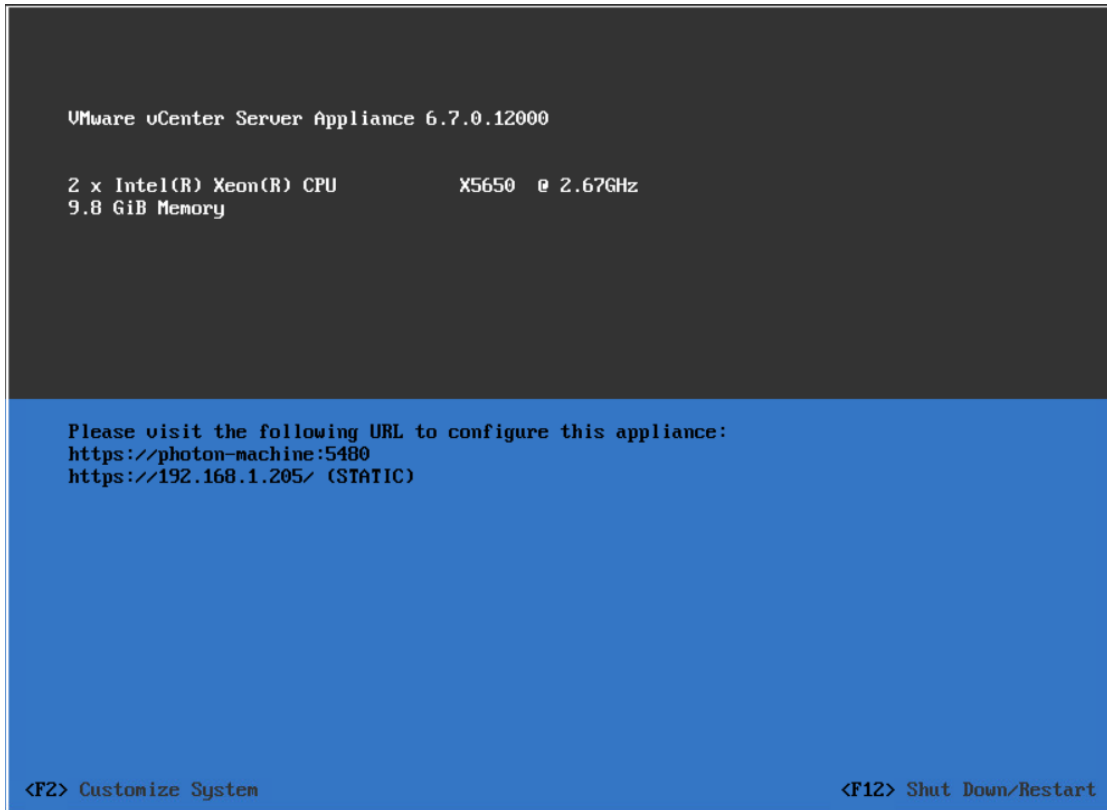 VMware vCenter Server Appliance 6.7.0.12000
2 x Intel(R) Xeon(R) CPU X5650 @ 2.67GHz
9.8 GiB Memory
Please visit the following URL to configure this appliance:
https://photon-machine:5480
https://192.168.1.205/ (STATIC)
<F2> Customize System <F12> Shut Down/Restart